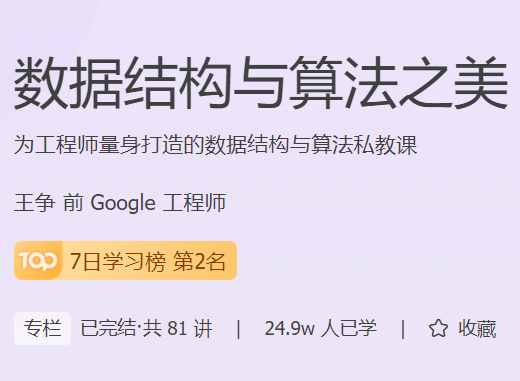 数据结构与算法之美
为工程师量身打造的数据结构与算法私教课
王争 前 Google 工程师
TOP 7日学习榜 第2名
专栏 已完结·共 81 讲 | 24.9w 人已学 | 收藏